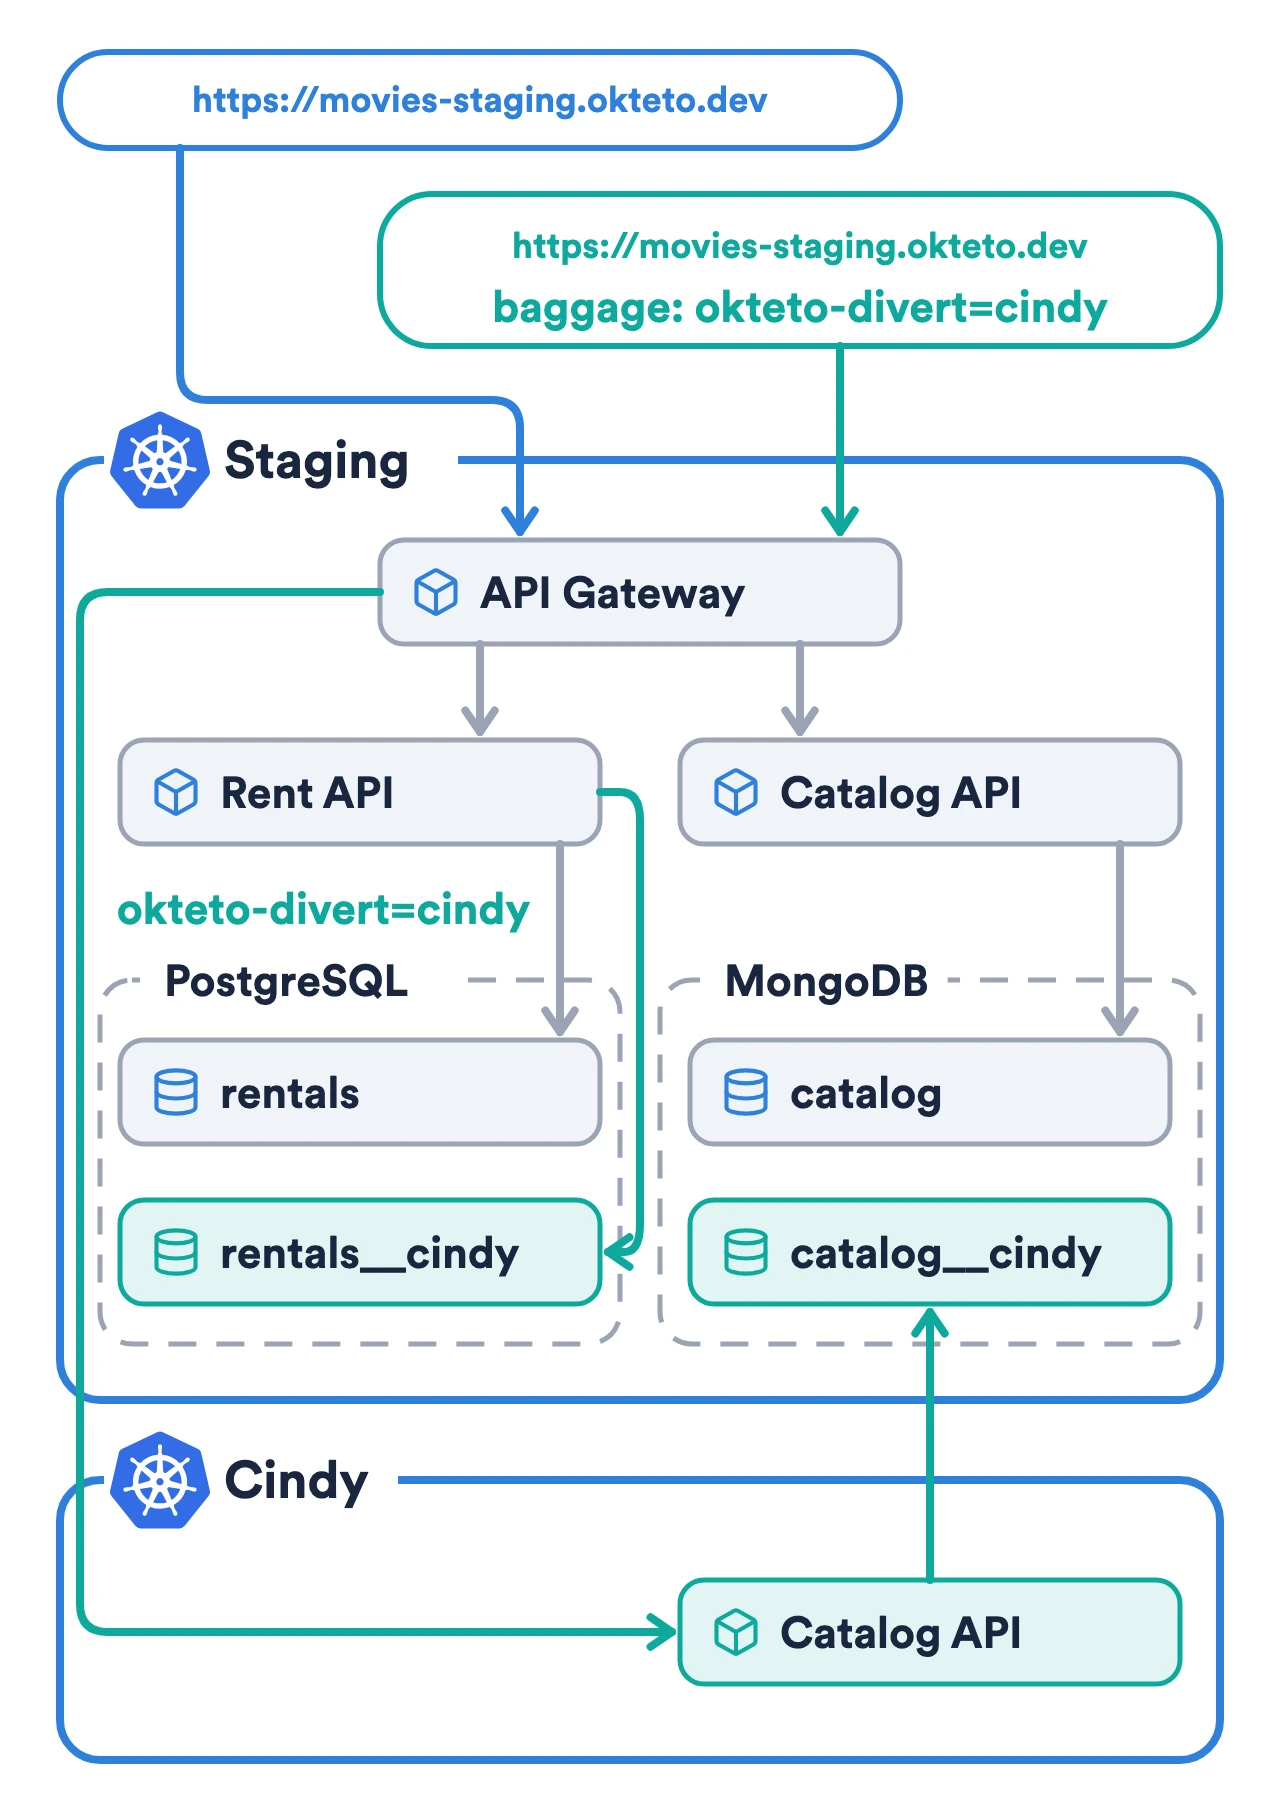 https://movies-staging.okteto.dev
https://movies-staging.okteto.dev
baggage: okteto-divert=cindy
Staging
API Gateway
Rent API
Catalog API
okteto-divert=cindy
PostgreSQL
MongoDB
rentals
catalog
rentals__cindy
catalog__cindy
Cindy
Catalog API